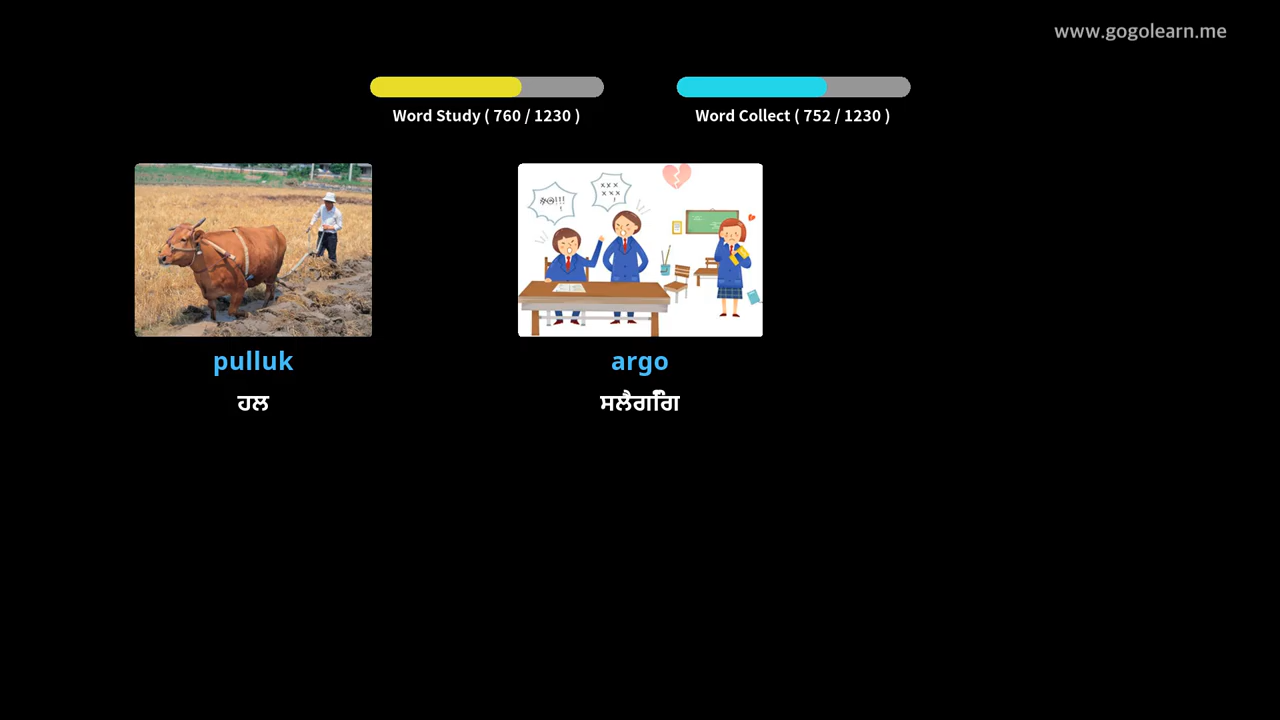 www.gogolearn.me
Word Study ( 760 / 1230 )
Word Collect ( 752 / 1230 )
#@!!!
!
x x x
x x x
!
pulluk
argo
ਹਲ
ਸਲੈਗਗਿੰ